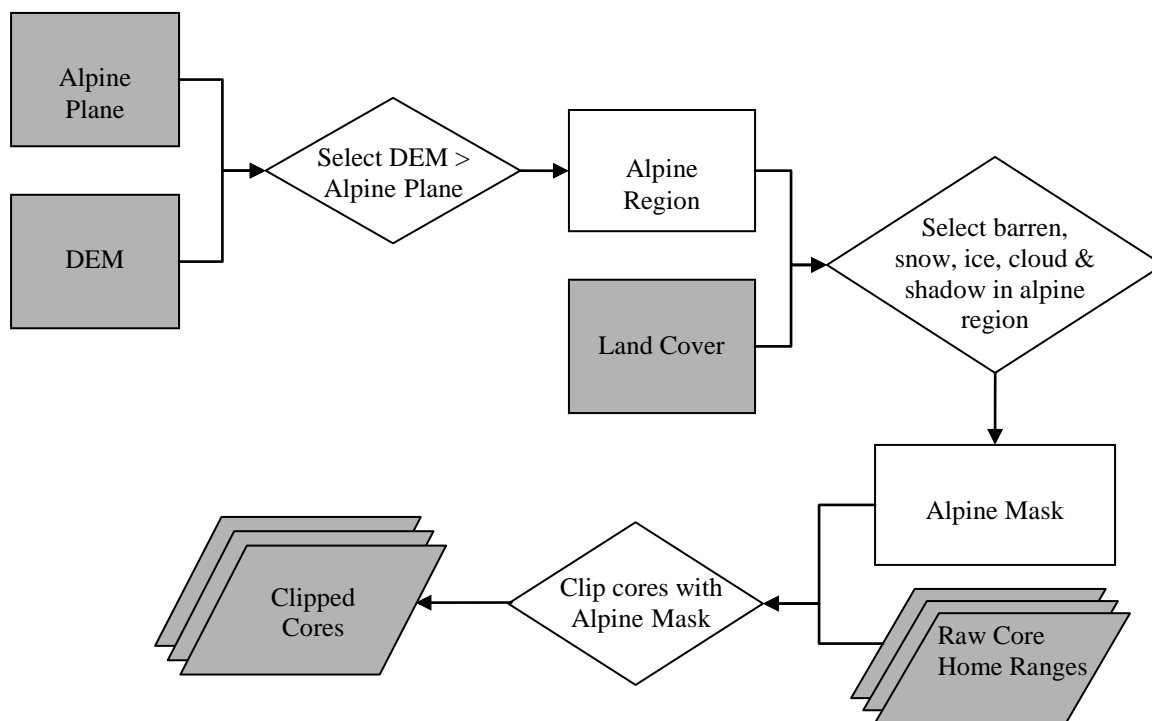 Alpine
Plane
DEM
Select DEM >
Alpine Plane
Alpine
Region
Land Cover
Select barren,
snow, ice, cloud &
shadow in alpine
region
Alpine Mask
Raw Core
Home Ranges
Clip cores with
Alpine Mask
Clipped
Cores